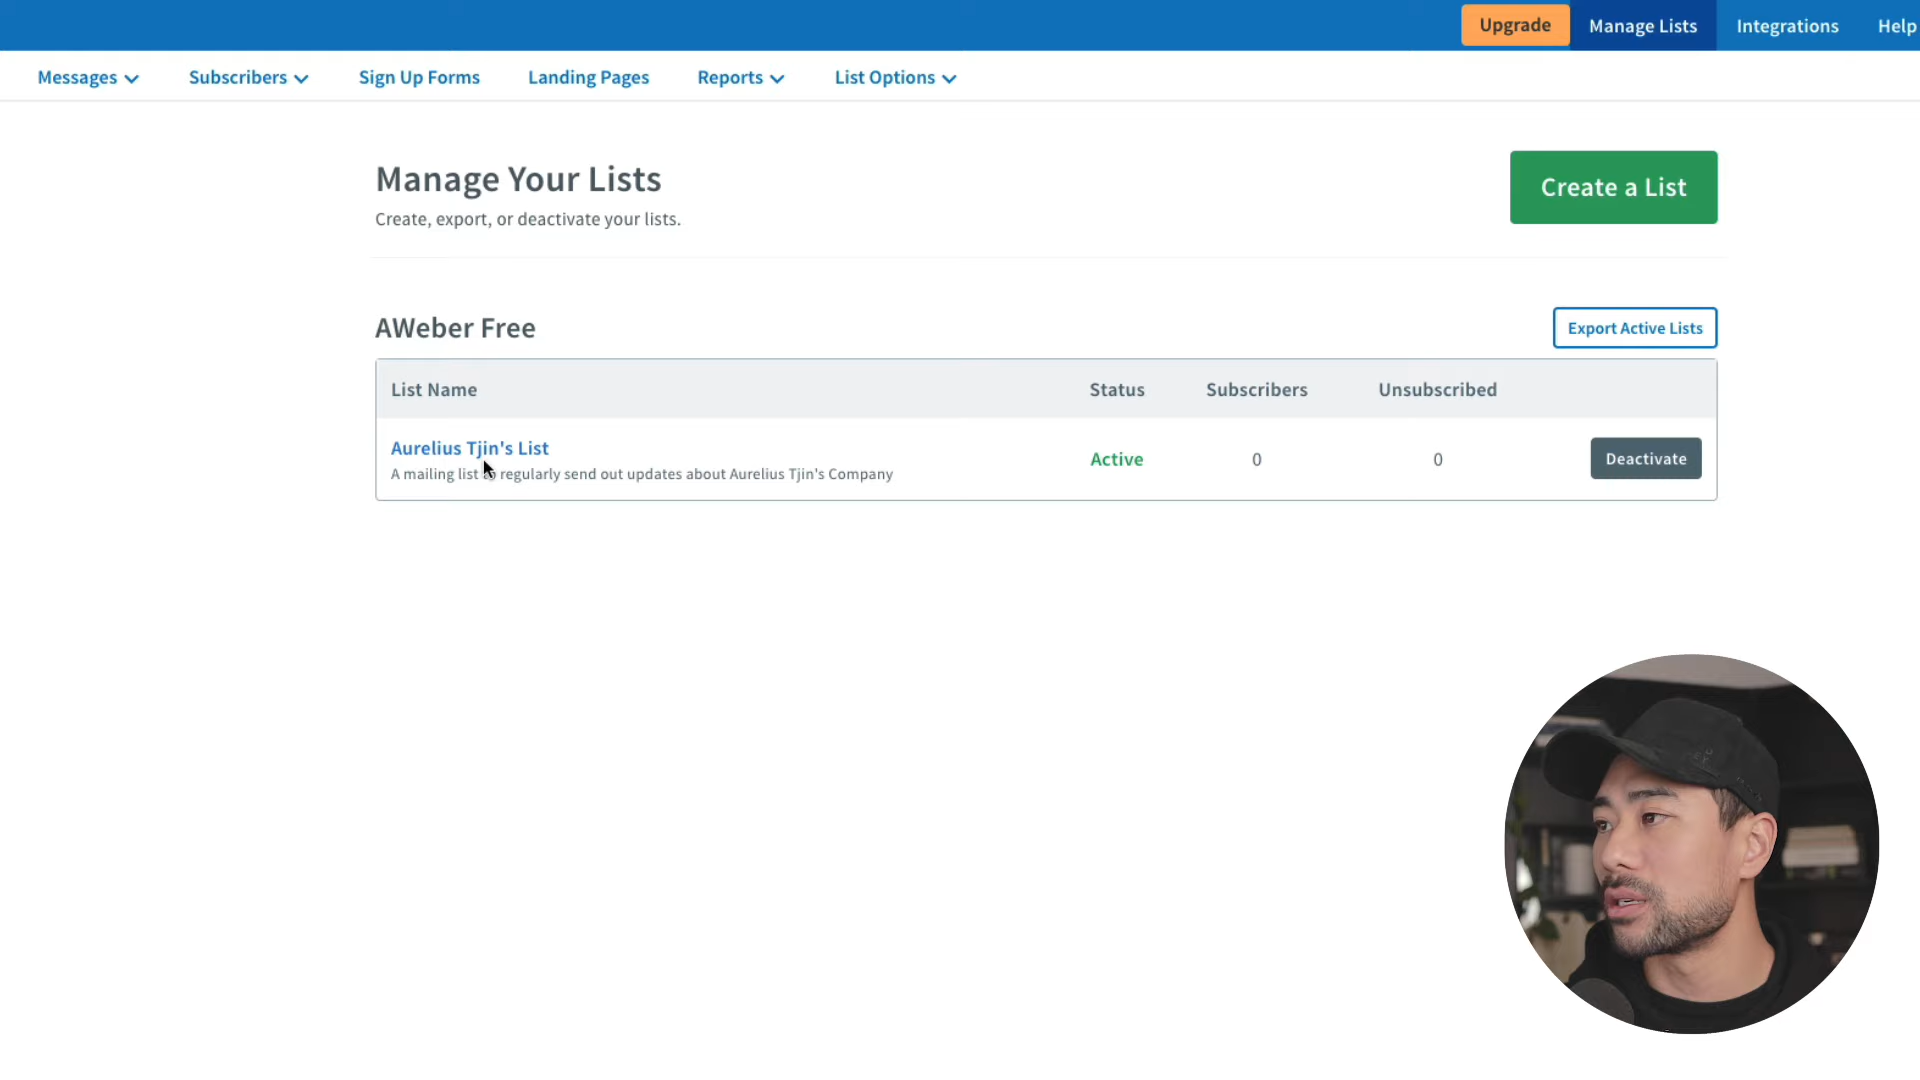 Upgrade
Manage Lists
Integrations
Help
Messages
Subscribers
Sign Up Forms
Landing Pages
Reports
List Options
Manage Your Lists
Create, export, or deactivate your lists.
Create a List
AWeber Free
Export Active Lists
List Name
Status
Subscribers
Unsubscribed
Aurelius Tjin's List
A mailing list to regularly send out updates about Aurelius Tjin's Company
Active
0
0
Deactivate